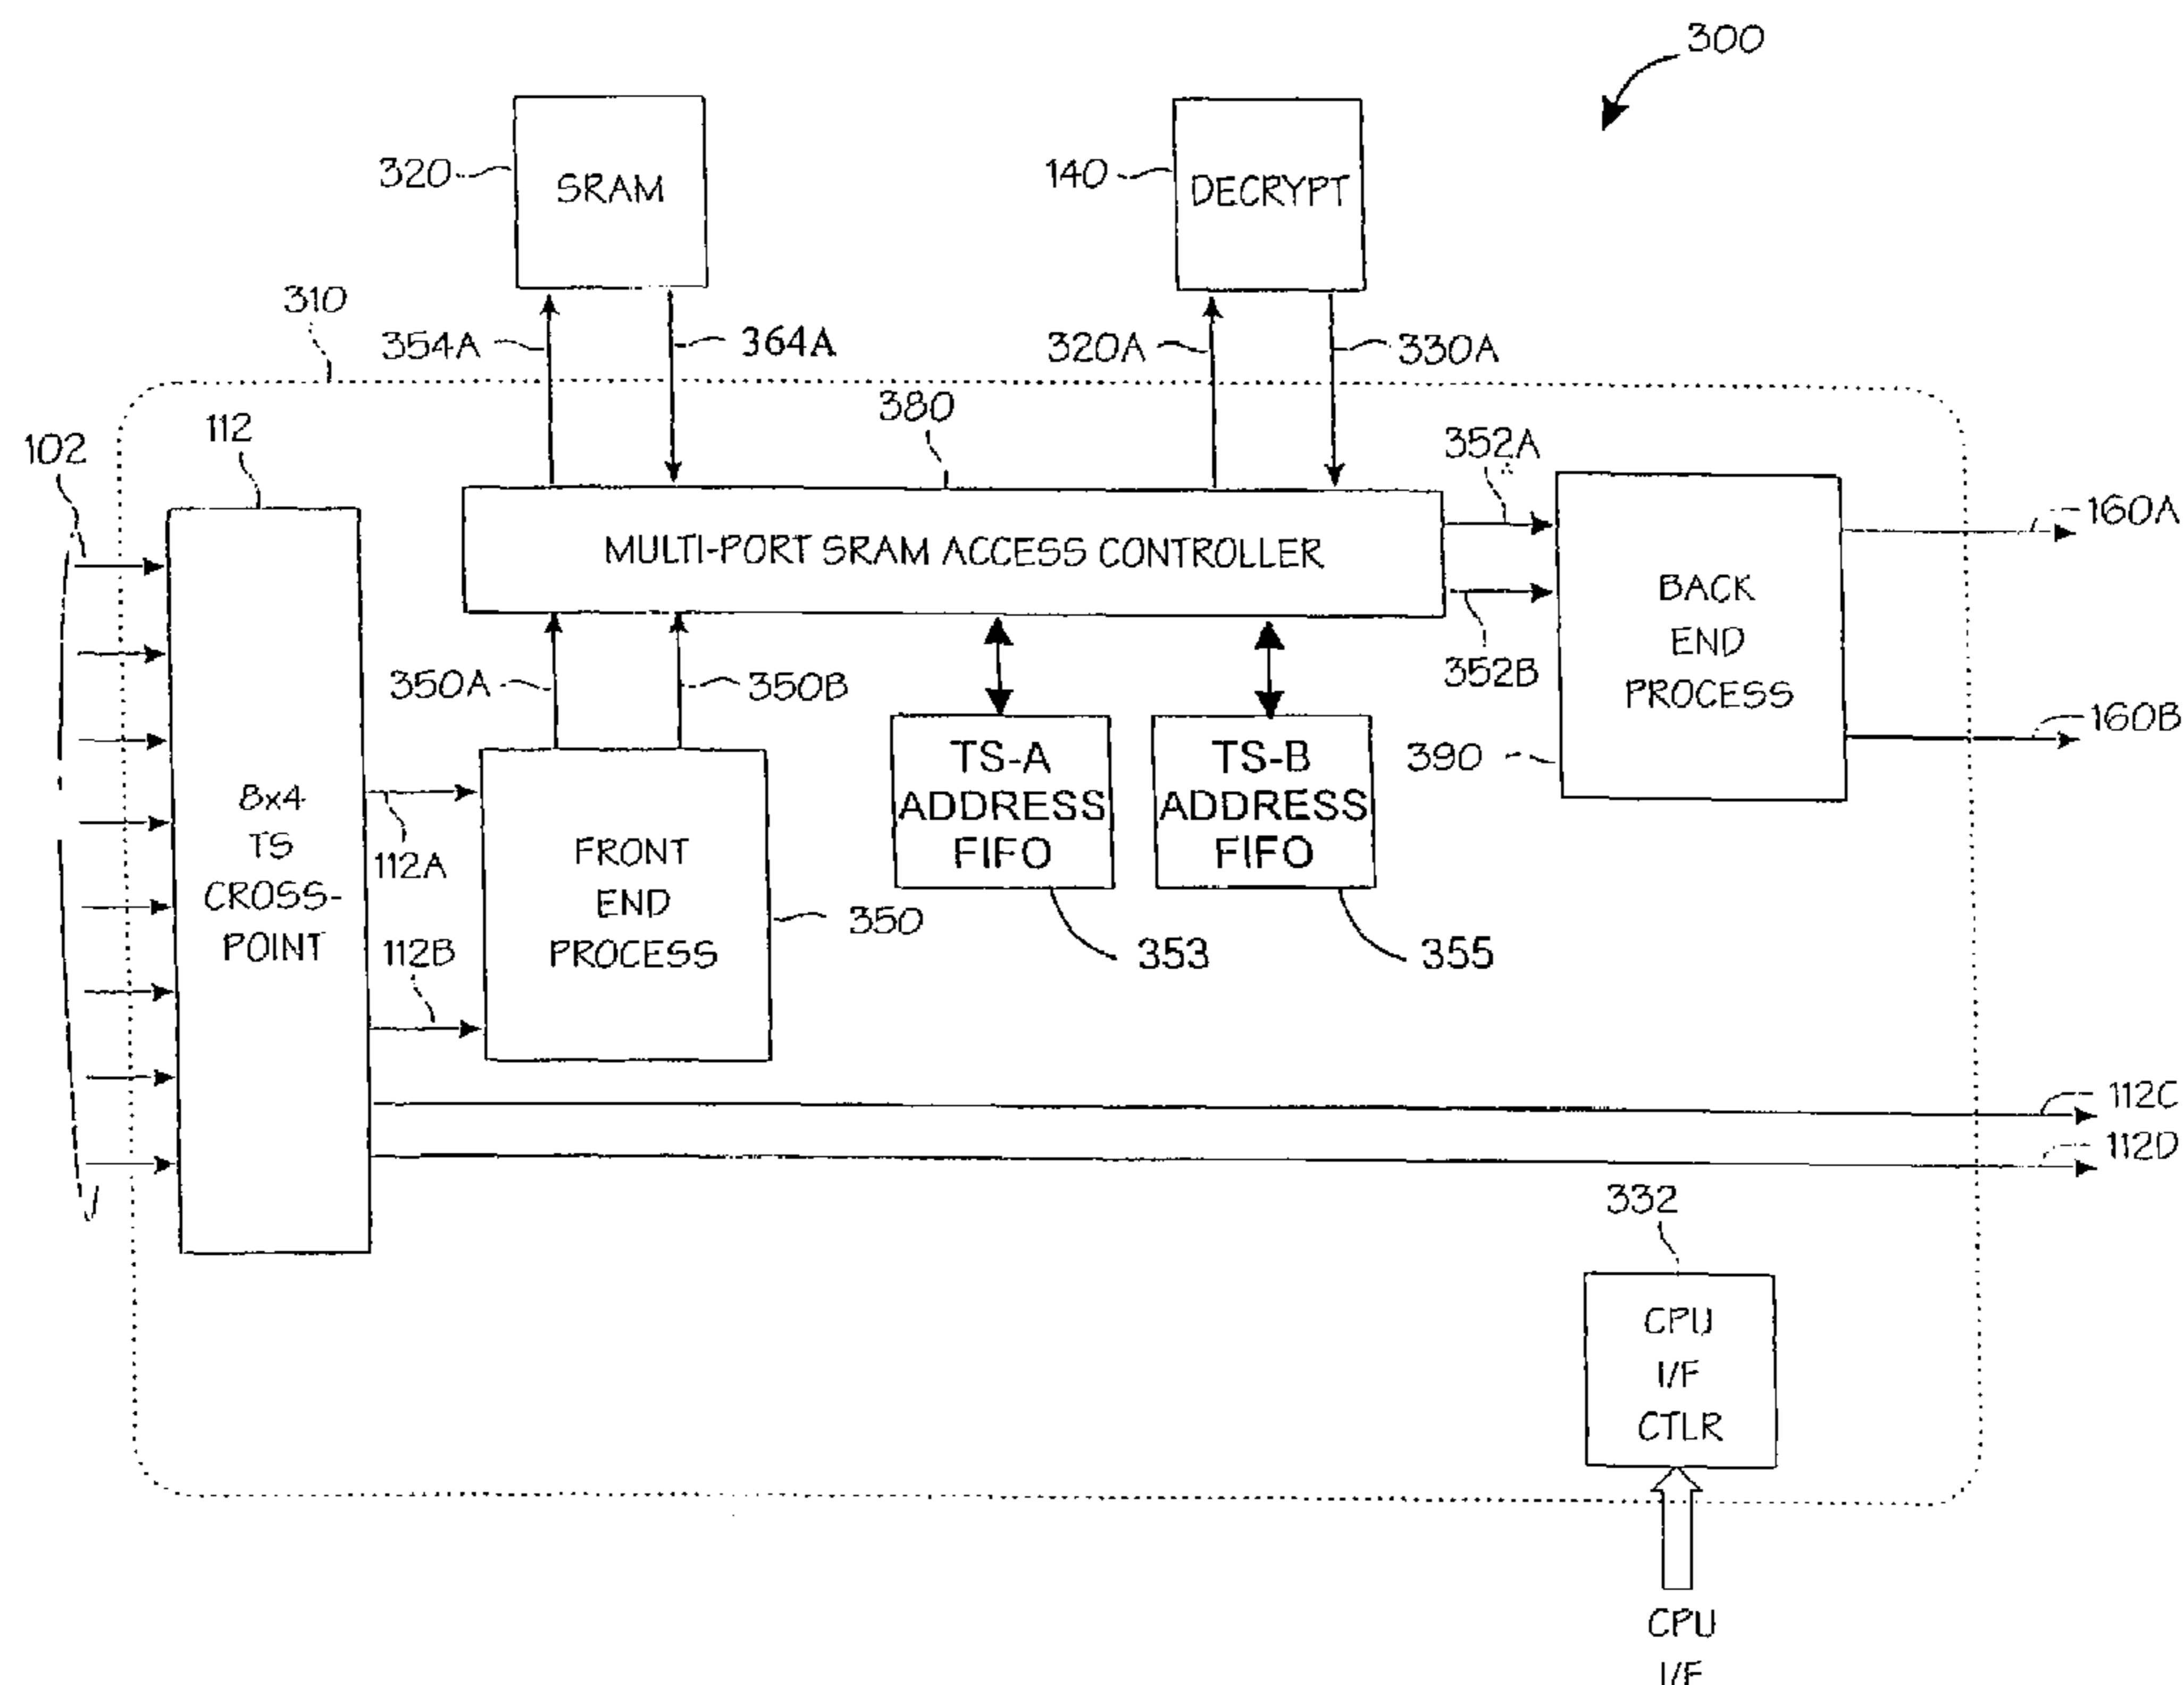 300
320
SRAM
140
DECRYPT
310
354A
364A
320A
330A
102
112
380
352A
160A
MULTI-PORT SRAM ACCESS CONTROLLER
BACK
END
PROCESS
350A
350B
352B
160B
390
TS-A
ADDRESS
FIFO
TS-B
ADDRESS
FIFO
8x4
TS
CROSS-
POINT
112A
FRONT
END
PROCESS
350
353
355
112B
112C
112D
332
CPU
I/F
CTLR
CPU
I/F